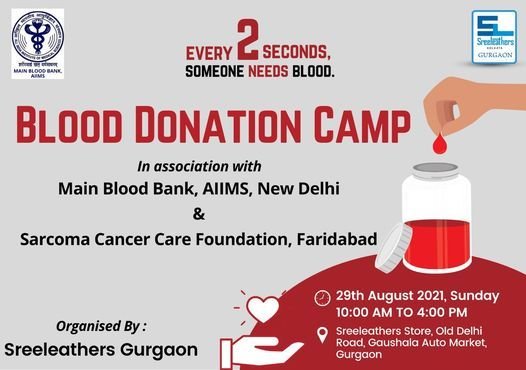 MAIN BLOOD BANK,
AIIMS
EVERY 2 SECONDS,
SOMEONE NEEDS BLOOD.
SL
Sreeleathers
KOLKATA
GURGAON
BLOOD DONATION CAMP
In association with
Main Blood Bank, AIIMS, New Delhi
&
Sarcoma Cancer Care Foundation, Faridabad
29th August 2021, Sunday
10:00 AM TO 4:00 PM
Sreeleathers Store, Old Delhi
Road, Gaushala Auto Market,
Gurgaon
Organised By :
Sreeleathers Gurgaon